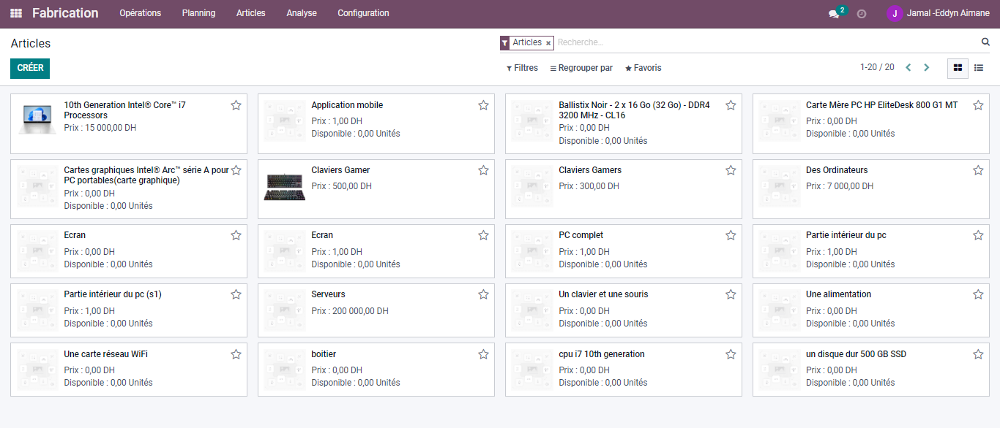 Fabrication Opérations Planning Articles Analyse Configuration 2 J Jamal -Eddyn Aimane
Articles
Articles × Recherche...
CRÉER
Filtres Regrouper par Favoris 1-20 / 20
10th Generation Intel® Core™ i7
Processors
Prix : 15 000,00 DH
Application mobile
Prix : 1,00 DH
Disponible : 0,00 Unités
Ballistix Noir - 2 x 16 Go (32 Go) - DDR4
3200 MHz - CL16
Prix : 0,00 DH
Disponible : 0,00 Unités
Carte Mère PC HP EliteDesk 800 G1 MT
Prix : 0,00 DH
Disponible : 0,00 Unités
Cartes graphiques Intel® Arc™ série A pour
PC portables(carte graphique)
Prix : 0,00 DH
Disponible : 0,00 Unités
Claviers Gamer
Prix : 500,00 DH
Claviers Gamers
Prix : 300,00 DH
Des Ordinateurs
Prix : 7 000,00 DH
Ecran
Prix : 0,00 DH
Disponible : 0,00 Unités
Ecran
Prix : 1,00 DH
Disponible : 0,00 Unités
PC complet
Prix : 1,00 DH
Disponible : 0,00 Unités
Partie intérieur du pc
Prix : 1,00 DH
Disponible : 0,00 Unités
Partie intérieur du pc (s1)
Prix : 1,00 DH
Disponible : 0,00 Unités
Serveurs
Prix : 200 000,00 DH
Un clavier et une souris
Prix : 0,00 DH
Disponible : 0,00 Unités
Une alimentation
Prix : 0,00 DH
Disponible : 0,00 Unités
Une carte réseau WiFi
Prix : 0,00 DH
Disponible : 0,00 Unités
boitier
Prix : 0,00 DH
Disponible : 0,00 Unités
cpu i7 10th generation
Prix : 0,00 DH
Disponible : 0,00 Unités
un disque dur 500 GB SSD
Prix : 0,00 DH
Disponible : 0,00 Unités